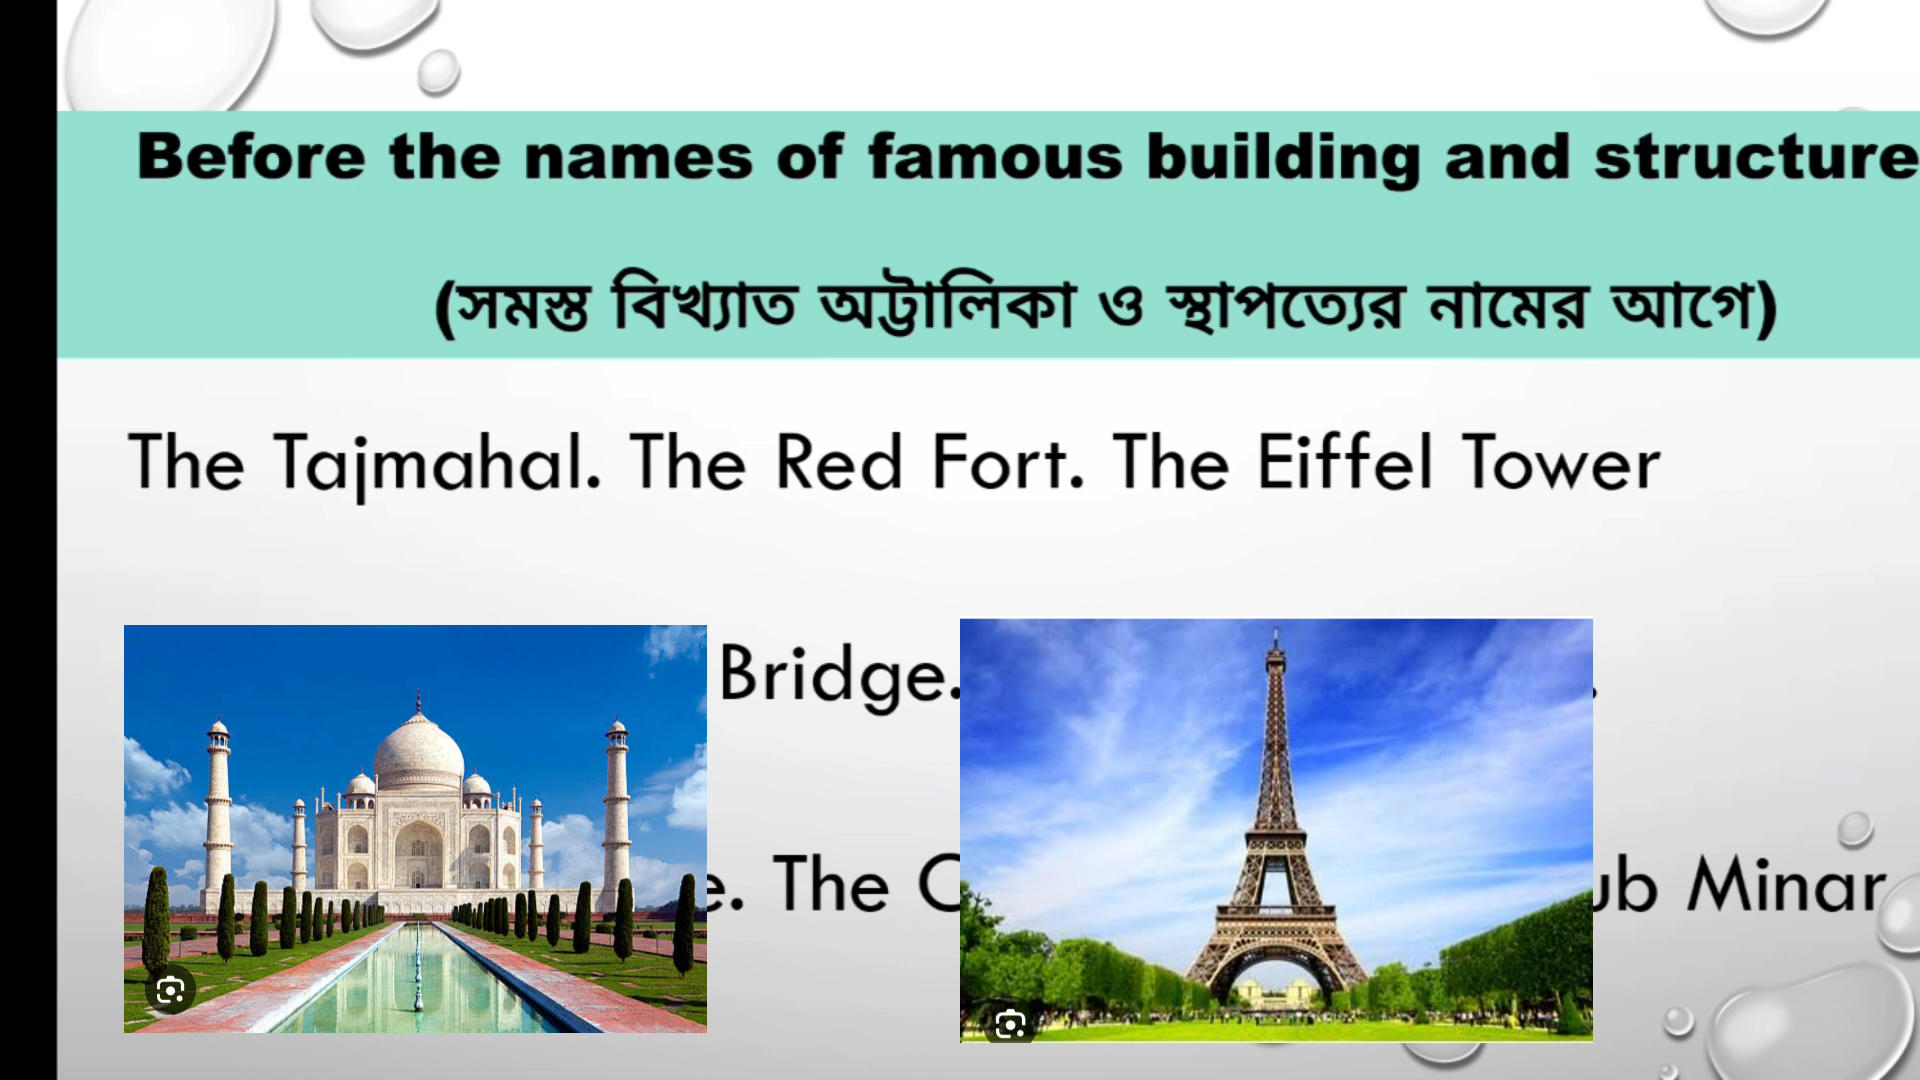 Before the names of famous building and structure
(সমস্ত বিখ্যাত অট্টালিকা ও স্থাপত্যের নামের আগে)
The Tajmahal. The Red Fort. The Eiffel Tower
Bridge.
The Minar